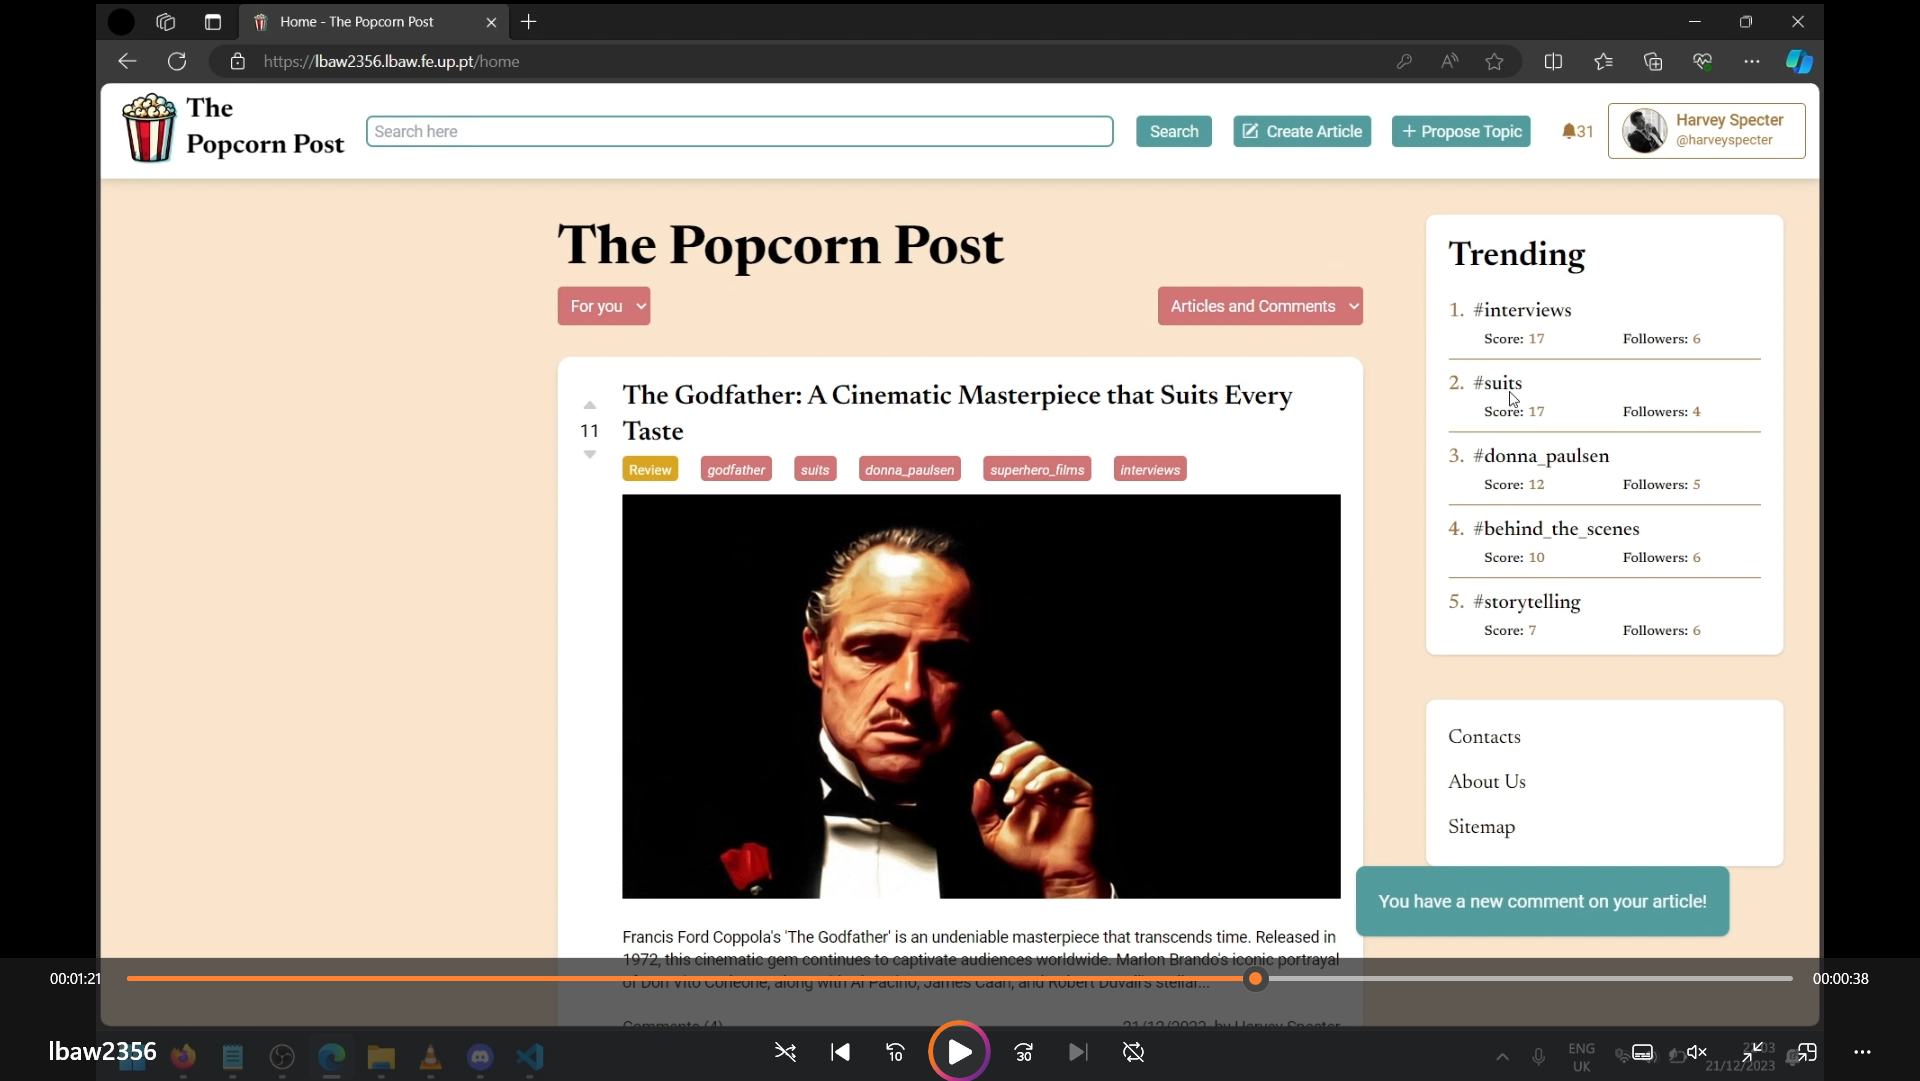 Home - The Popcorn Post
https://lbaw2356.lbaw.fe.up.pt/home
The
Popcorn Post
Search here
Search
Create Article
+ Propose Topic
31
Harvey Specter
@harveyspecter
The Popcorn Post
For you
Articles and Comments
11
The Godfather: A Cinematic Masterpiece that Suits Every
Taste
Review godfather suits donna_paulsen superhero_films interviews
Francis Ford Coppola's 'The Godfather' is an undeniable masterpiece that transcends time. Released in
1972, this cinematic gem continues to captivate audiences worldwide. Marlon Brando's iconic portrayal
of Don Vito Corleone, along with Al Pacino, James Caan, and Robert Duvall's stellar...
Comments (4)
21/12/2023, by Harvey Specter
Trending
1. #interviews
Score: 17 Followers: 6
2. #suits
Score: 17 Followers: 4
3. #donna_paulsen
Score: 12 Followers: 5
4. #behind_the_scenes
Score: 10 Followers: 6
5. #storytelling
Score: 7 Followers: 6
Contacts
About Us
Sitemap
You have a new comment on your article!
00:01:21
00:00:38
lbaw2356
10
30
ENG
UK
21/12/2023